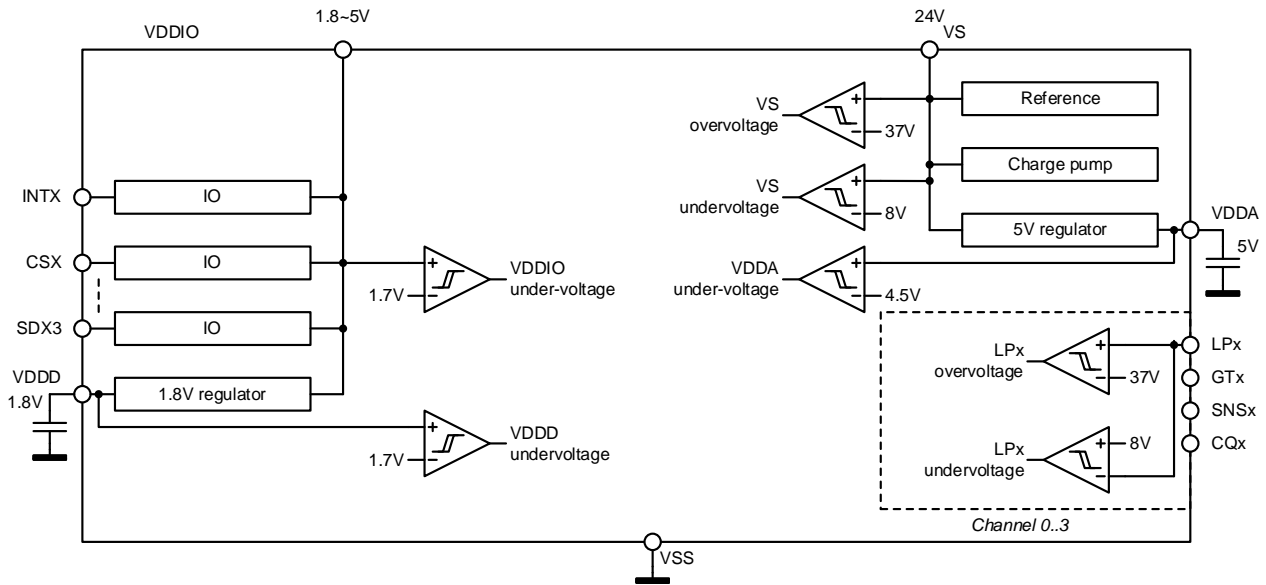 1.8~5V
24V
VDDIO
VS
VS
overvoltage
+
−
37V
Reference
Charge pump
VS
undervoltage
+
−
8V
INTX
IO
5V regulator
VDDA
5V
CSX
IO
+
−
1.7V
VDDIO
under-voltage
VDDA
under-voltage
+
−
4.5V
SDX3
IO
LPx
overvoltage
+
−
37V
LPx
GTx
SNSx
CQx
VDDD
1.8V
1.8V regulator
+
−
1.7V
VDDD
undervoltage
LPx
undervoltage
+
−
8V
Channel 0..3
VSS